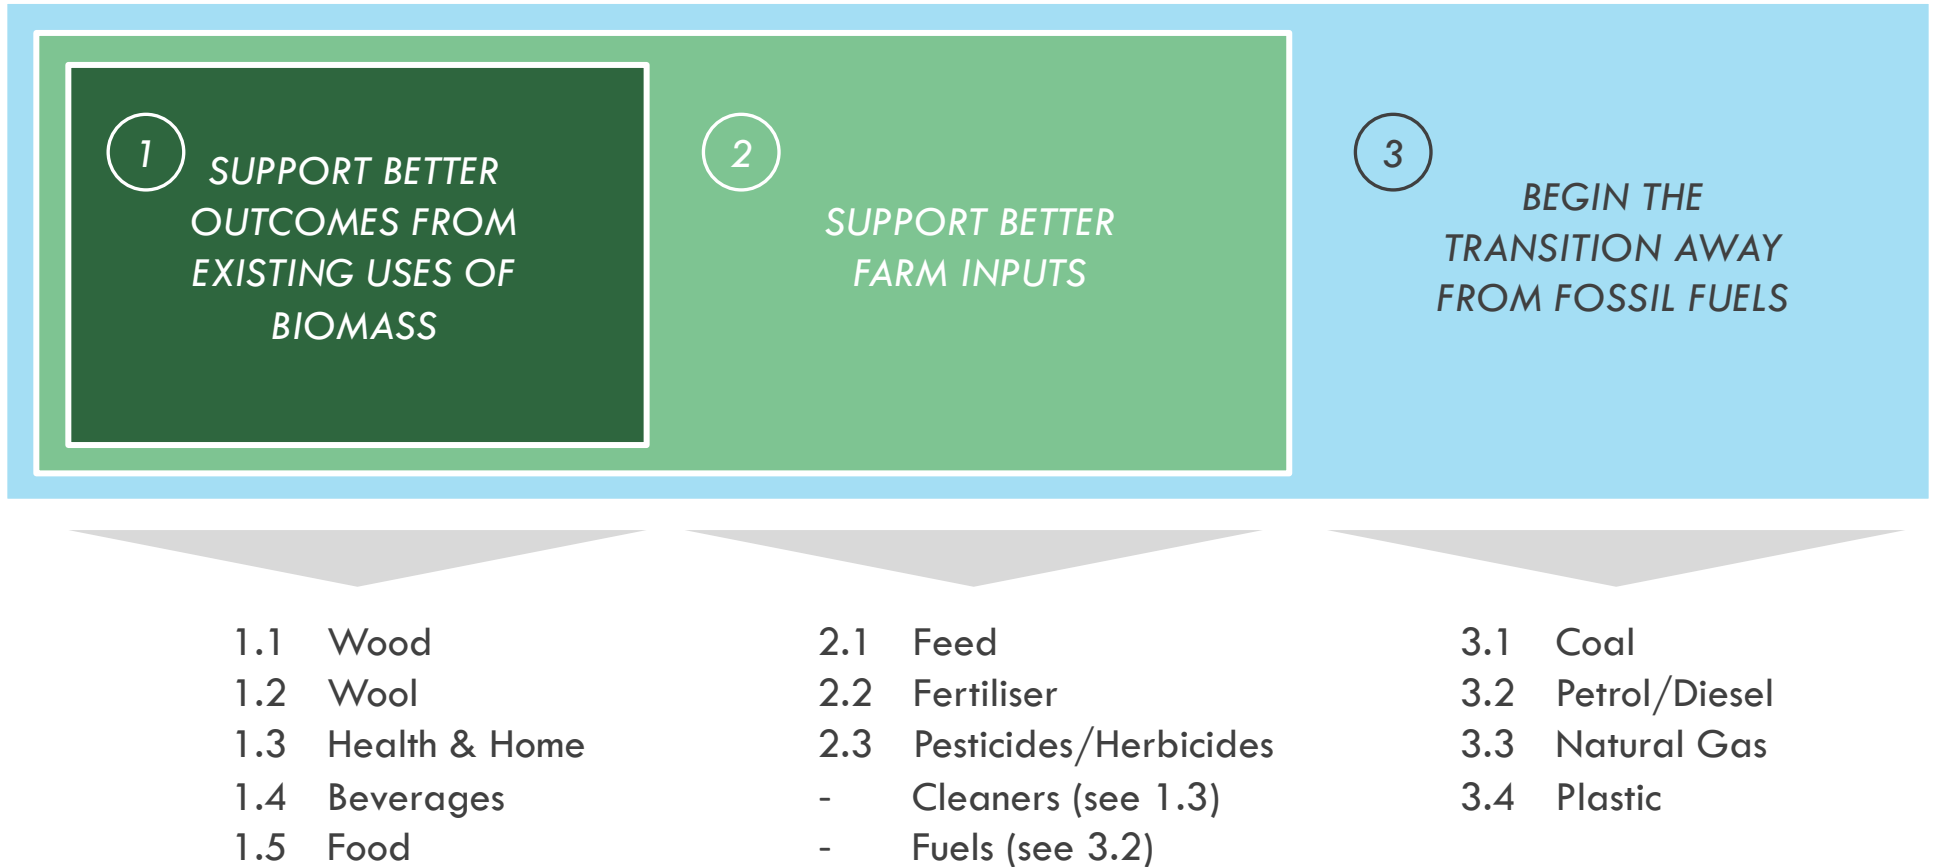 1
SUPPORT BETTER
OUTCOMES FROM
EXISTING USES OF
BIOMASS
2
SUPPORT BETTER
FARM INPUTS
3
BEGIN THE
TRANSITION AWAY
FROM FOSSIL FUELS
1.1 Wood
1.2 Wool
1.3 Health & Home
1.4 Beverages
1.5 Food
2.1 Feed
2.2 Fertiliser
2.3 Pesticides/Herbicides
- Cleaners (see 1.3)
- Fuels (see 3.2)
3.1 Coal
3.2 Petrol/Diesel
3.3 Natural Gas
3.4 Plastic